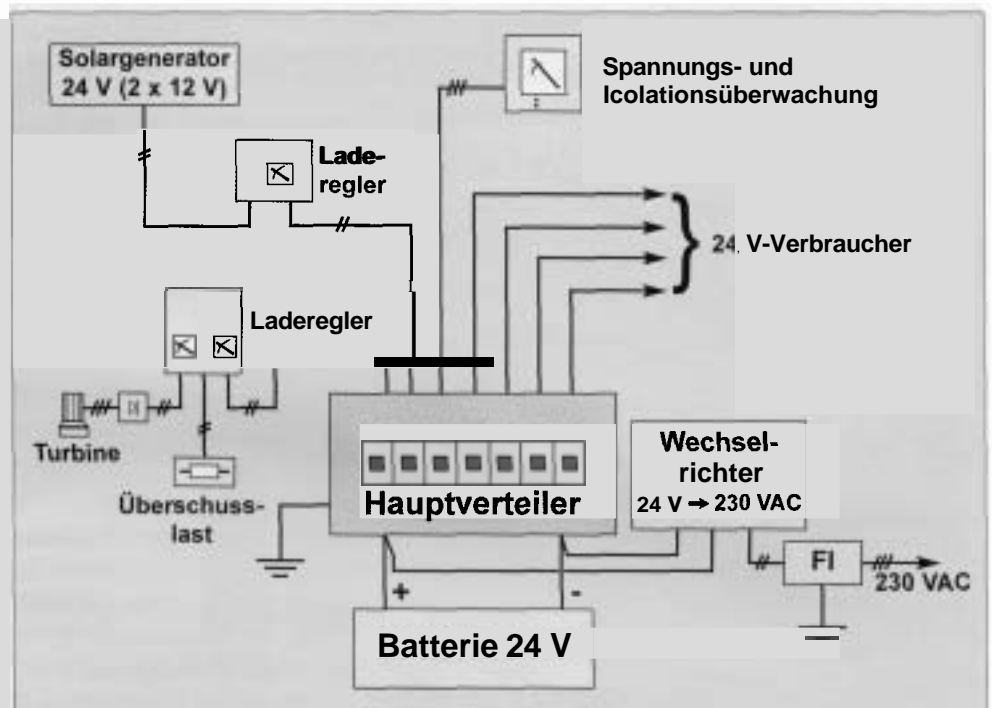 Solargenerator
24 V (2 x 12 V)
Spannungs- und
Icolationsüberwachung
Lade-
regler
24 V-Verbraucher
Laderegler
Turbine
Überschuss-
last
Hauptverteiler
Wechsel-
richter
24 V → 230 VAC
FI
230 VAC
+
-
Batterie 24 V